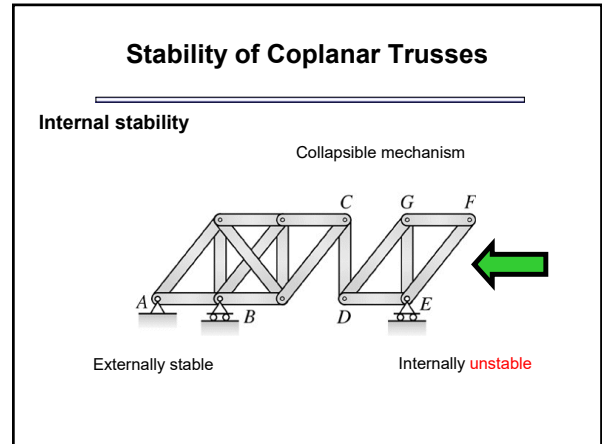 Stability of Coplanar Trusses
Internal stability
Collapsible mechanism
C G F
A B D E
Externally stable
Internally unstable